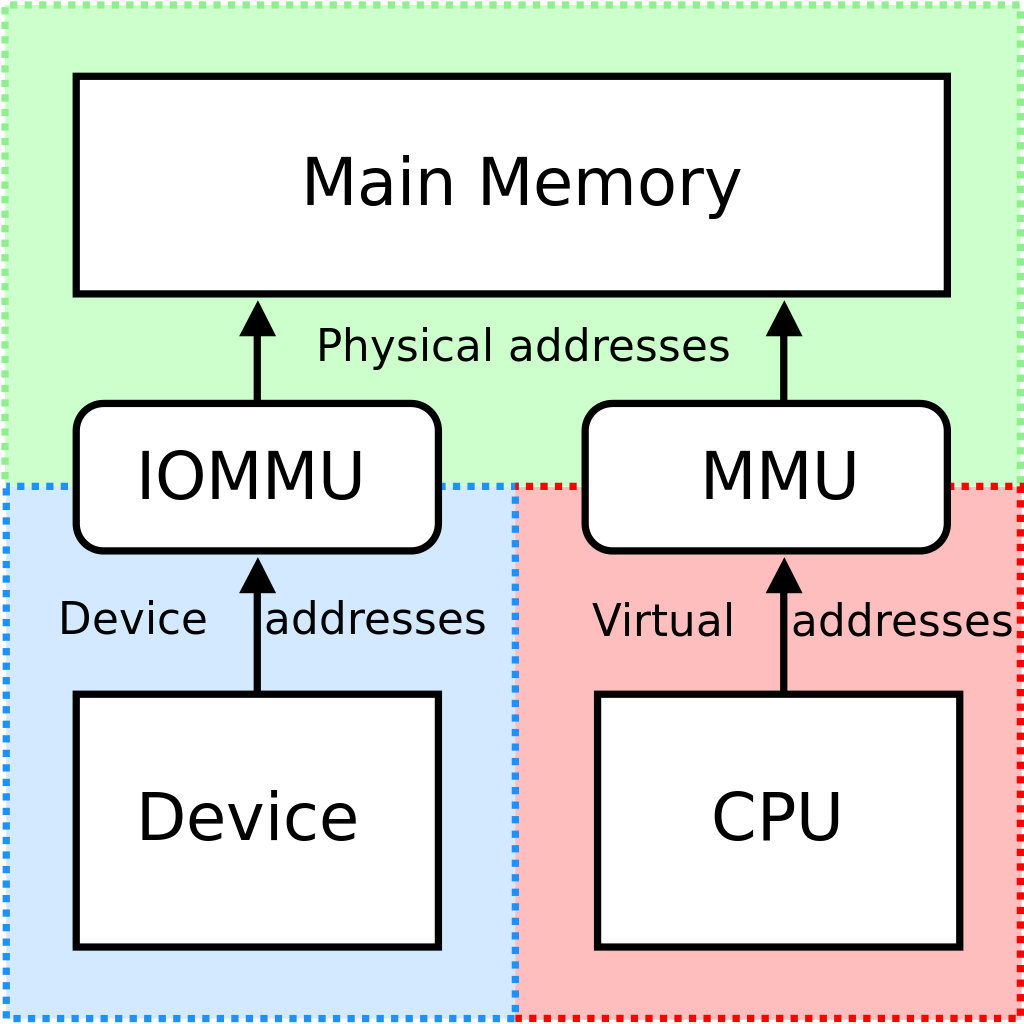 Main Memory
Physical addresses
IOMMU
MMU
Device addresses
Virtual addresses
Device
CPU